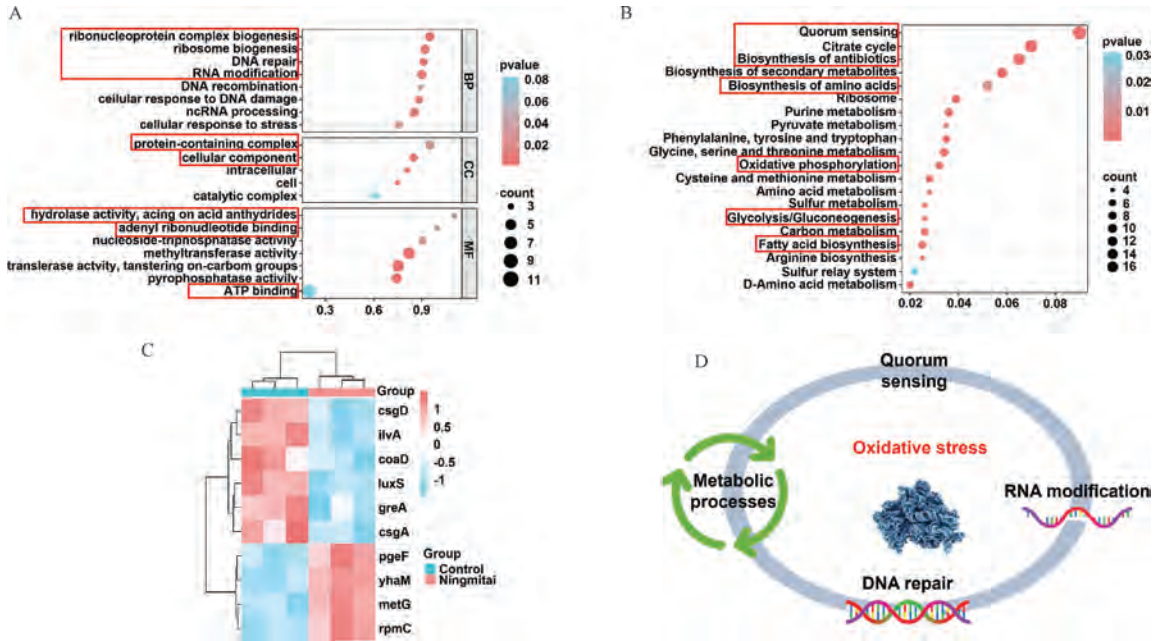 A
ribonucleoprotein complex biogenesis
ribosome biogenesis
DNA repair
RNA modification
DNA recombination
cellular response to DNA damage
ncRNA processing
cellular response to stress
protein-containing complex
cellular component
intracellular
cell
catalytic complex
hydrolase activity, acing on acid anhydrides
adenyl ribonudleotide binding
nucleoside-triphosphatase activity
methyltransferase activity
translerase actvity, tanstering on-carbom groups
pyrophosphatase activily
ATP binding
0.3 0.6 0.9
BP
CC
MF
pvalue
0.08
0.06
0.04
0.02
count
3
5
7
9
11
B
Quorum sensing
Citrate cycle
Biosynthesis of antibiotics
Biosynthesis of secondary metabolites
Biosynthesis of amino acids
Ribosome
Purine metabolism
Pyruvate metabolism
Phenylalanine, tyrosine and tryptophan
Glycine, serine and threonine metabolism
Oxidative phosphorylation
Cysteine and methionine metabolism
Amino acid metabolism
Sulfur metabolism
Glycolysis/Gluconeogenesis
Carbon metabolism
Fatty acid biosynthesis
Arginine biosynthesis
Sulfur relay system
D-Amino acid metabolism
0.02 0.04 0.06 0.08
pvalue
0.03
0.02
0.01
count
4
6
8
10
12
14
16
C
Group
csgD
ilvA
coaD
luxS
greA
csgA
pgeF
yhaM
metG
rpmC
1
0.5
0
-0.5
-1
Group
Control
Ningmitai
D
Quorum
sensing
Oxidative stress
Metabolic
processes
RNA modification
DNA repair